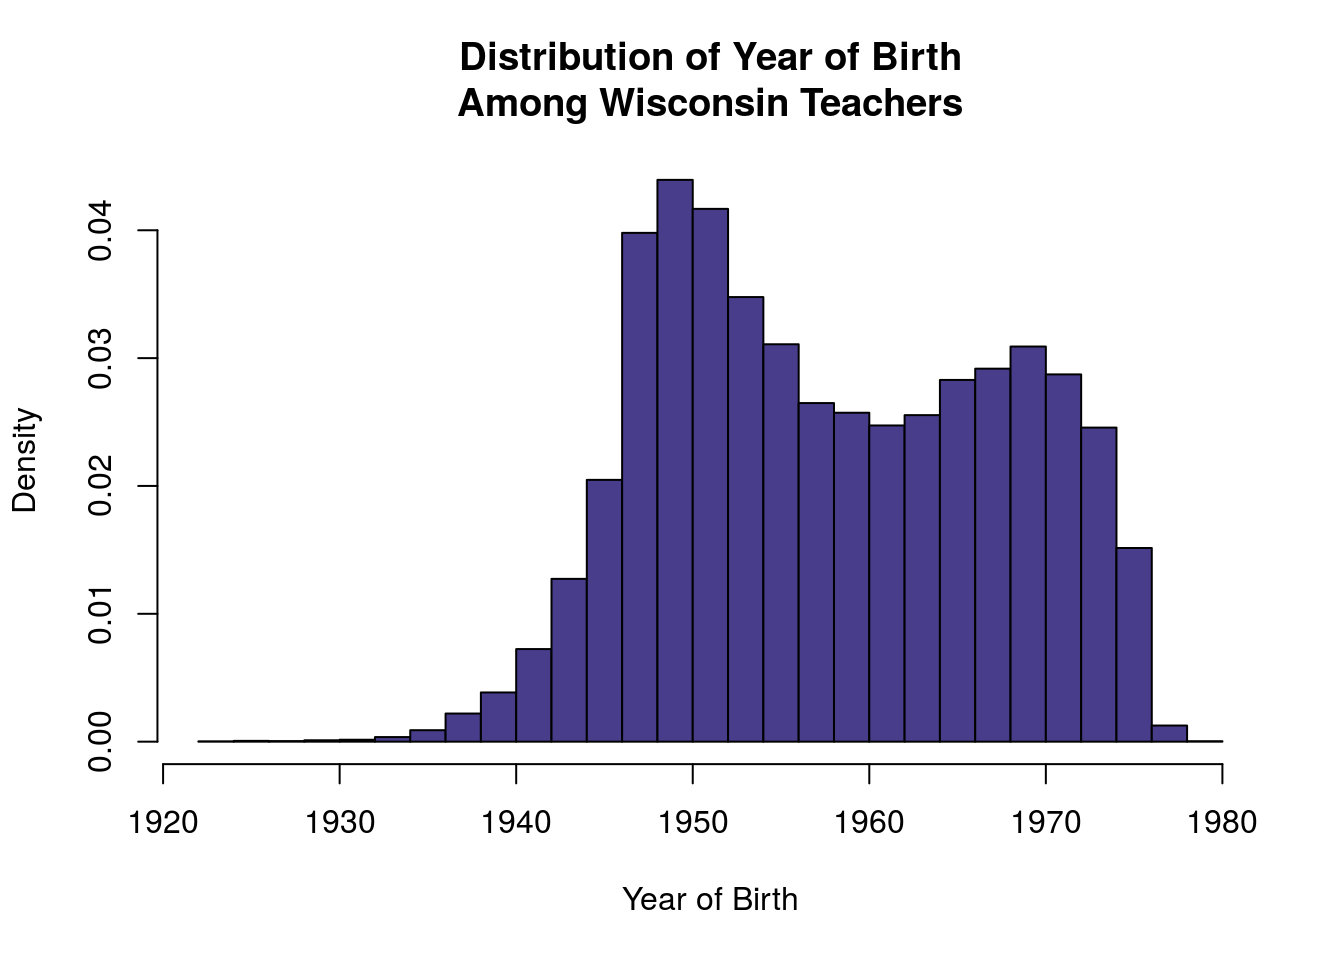 Distribution of Year of Birth
Among Wisconsin Teachers
Density
0.04
0.03
0.02
0.01
0.00
1920 1930 1940 1950 1960 1970 1980
Year of Birth